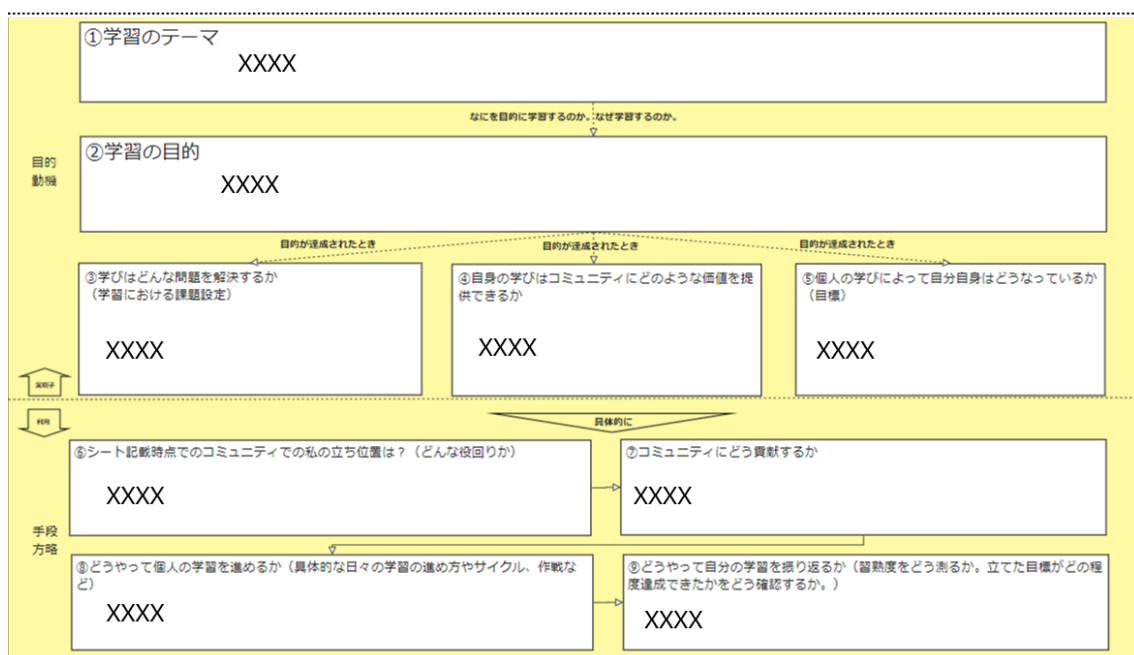 ①学習のテーマ
XXXX
なにを目的に学習するのか。なぜ学習するのか。
目的
動機
②学習の目的
XXXX
目的が達成されたとき
目的が達成されたとき
目的が達成されたとき
③学びはどんな問題を解決するか
（学習における課題設定）
XXXX
④自身の学びはコミュニティにどのような価値を提
供できるか
XXXX
⑤個人の学びによって自分自身はどうなっているか
（目標）
XXXX
具体的に
⑥シート記載時点でのコミュニティでの私の立ち位置は？（どんな役回りか）
XXXX
⑦コミュニティにどう貢献するか
XXXX
手段
方略
⑧どうやって個人の学習を進めるか（具体的な日々の学習の進め方やサイクル、作戦な
ど）
XXXX
⑨どうやって自分の学習を振り返るか（習熟度をどう測るか。立てた目標がどの程
度達成できたかをどう確認するか。）
XXXX